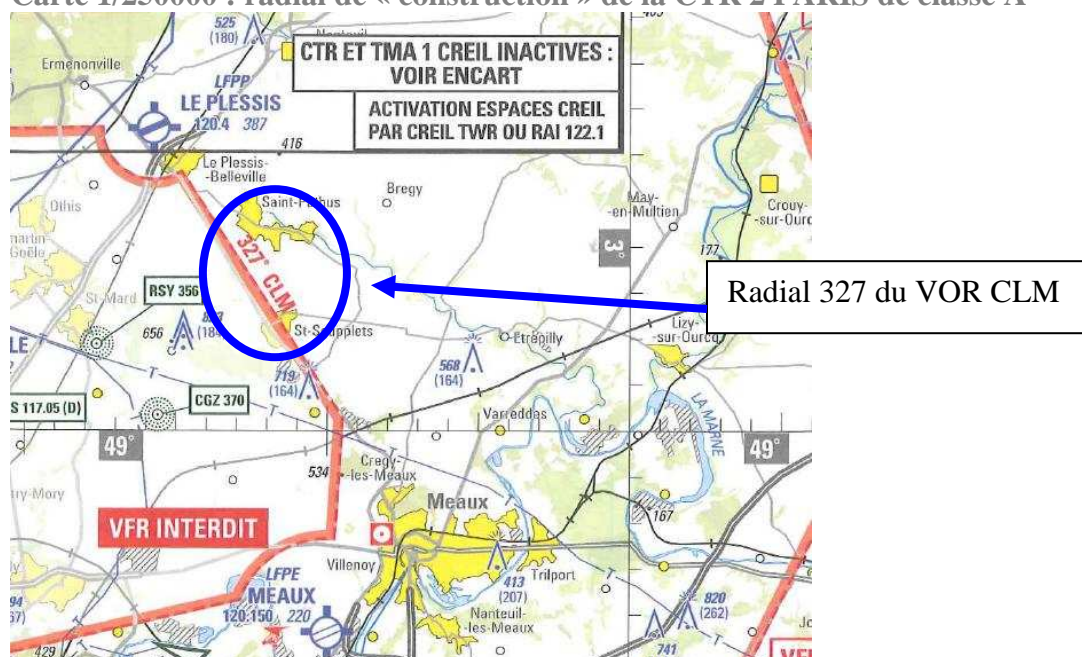 Carte 1/250000 : radial de « construction » de la CTR 2 PARIS de classe A
525
(180)
Ermenonville
LFPP
LE PLESSIS
120.4 387
CTR ET TMA 1 CREIL INACTIVES :
VOIR ENCART
ACTIVATION ESPACES CREIL
PAR CREIL TWR OU RAI 122.1
416
Le Plessis-
-Belleville
Othis
Bregy
May-
-en-Multien
Crouy-
-sur-Ourc
177
3°
327° CLM
RSY 356
St-Mard
656
St-Soupplets
Radial 327 du VOR CLM
Etrepilly
Lizy-
-sur-Ourcq
568
(164)
719
(164)
S 117.05 (D)
CGZ 370
Varreddes
LA MARNE
49°
49°
534
Cregy-
-les-Meaux
Meaux
167
VFR INTERDIT
Villenoy
LFPE
MEAUX
120.150 220
413
(207)
Trilport
Nanteuil-
-les-Meaux
820
(262)
741
429